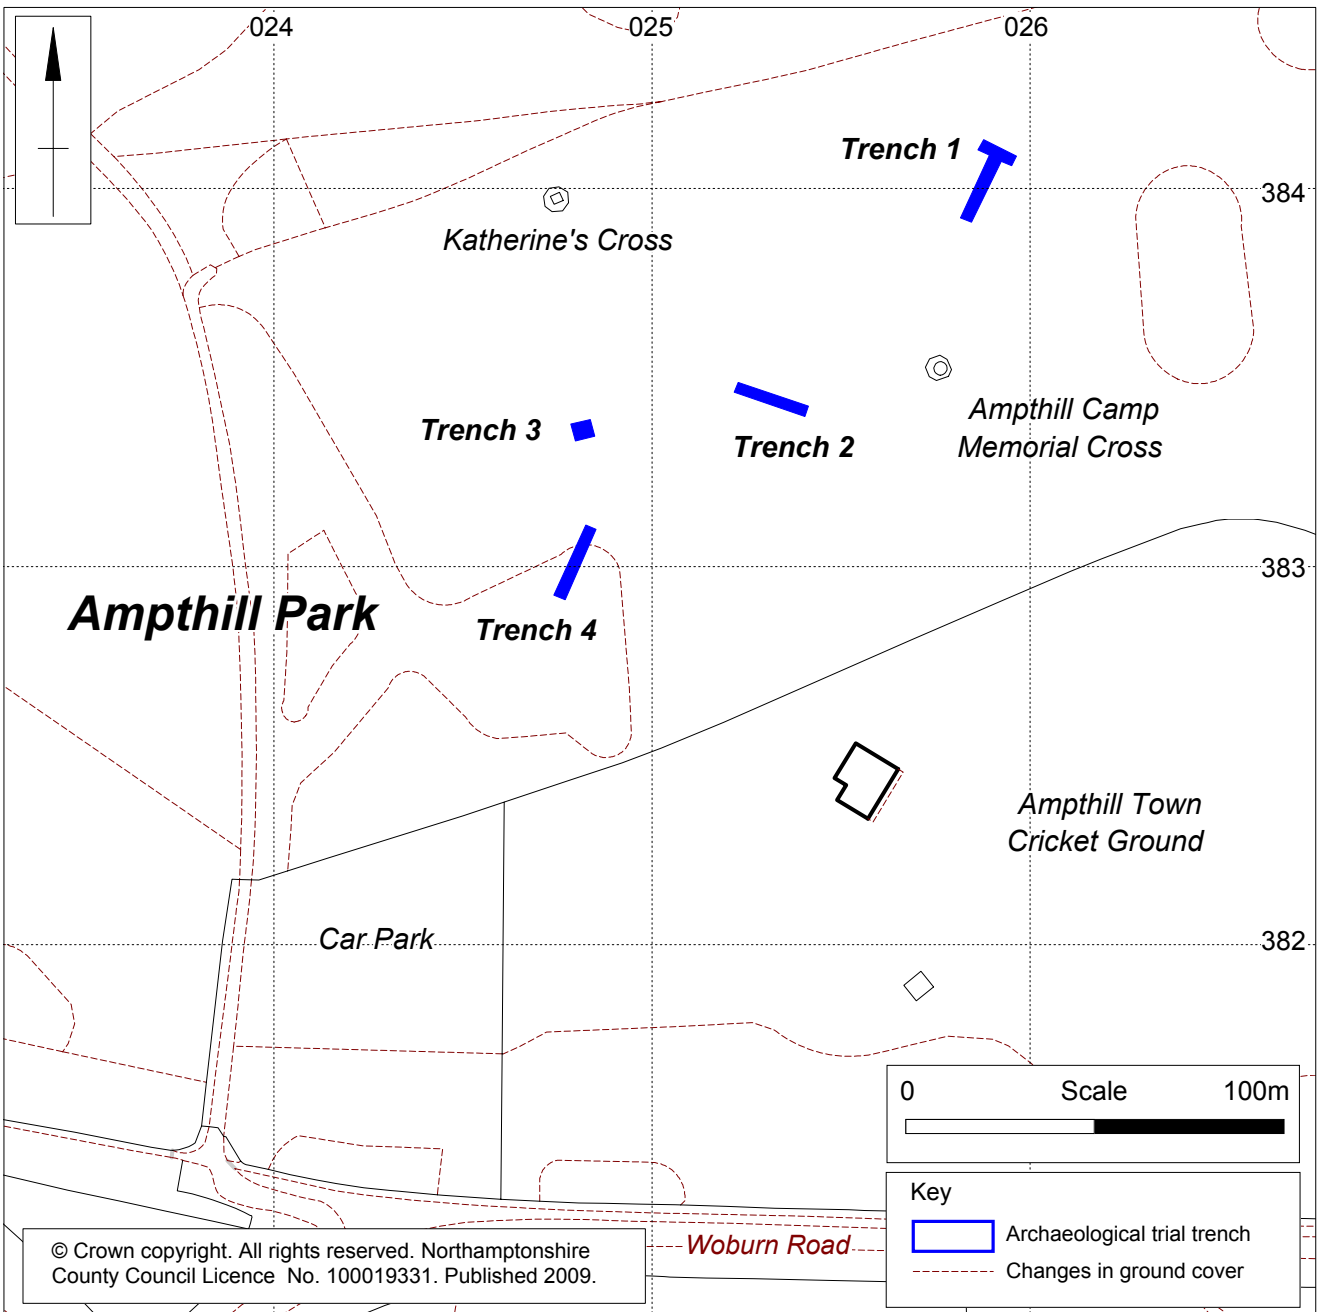 024
025
026
Trench 1
384
Katherine's Cross
Ampthill Camp
Memorial Cross
Trench 3
Trench 2
383
Ampthill Park
Trench 4
Ampthill Town
Cricket Ground
Car Park
382
0 Scale 100m
Key
Archaeological trial trench
Changes in ground cover
Woburn Road
© Crown copyright. All rights reserved. Northamptonshire
County Council Licence No. 100019331. Published 2009.